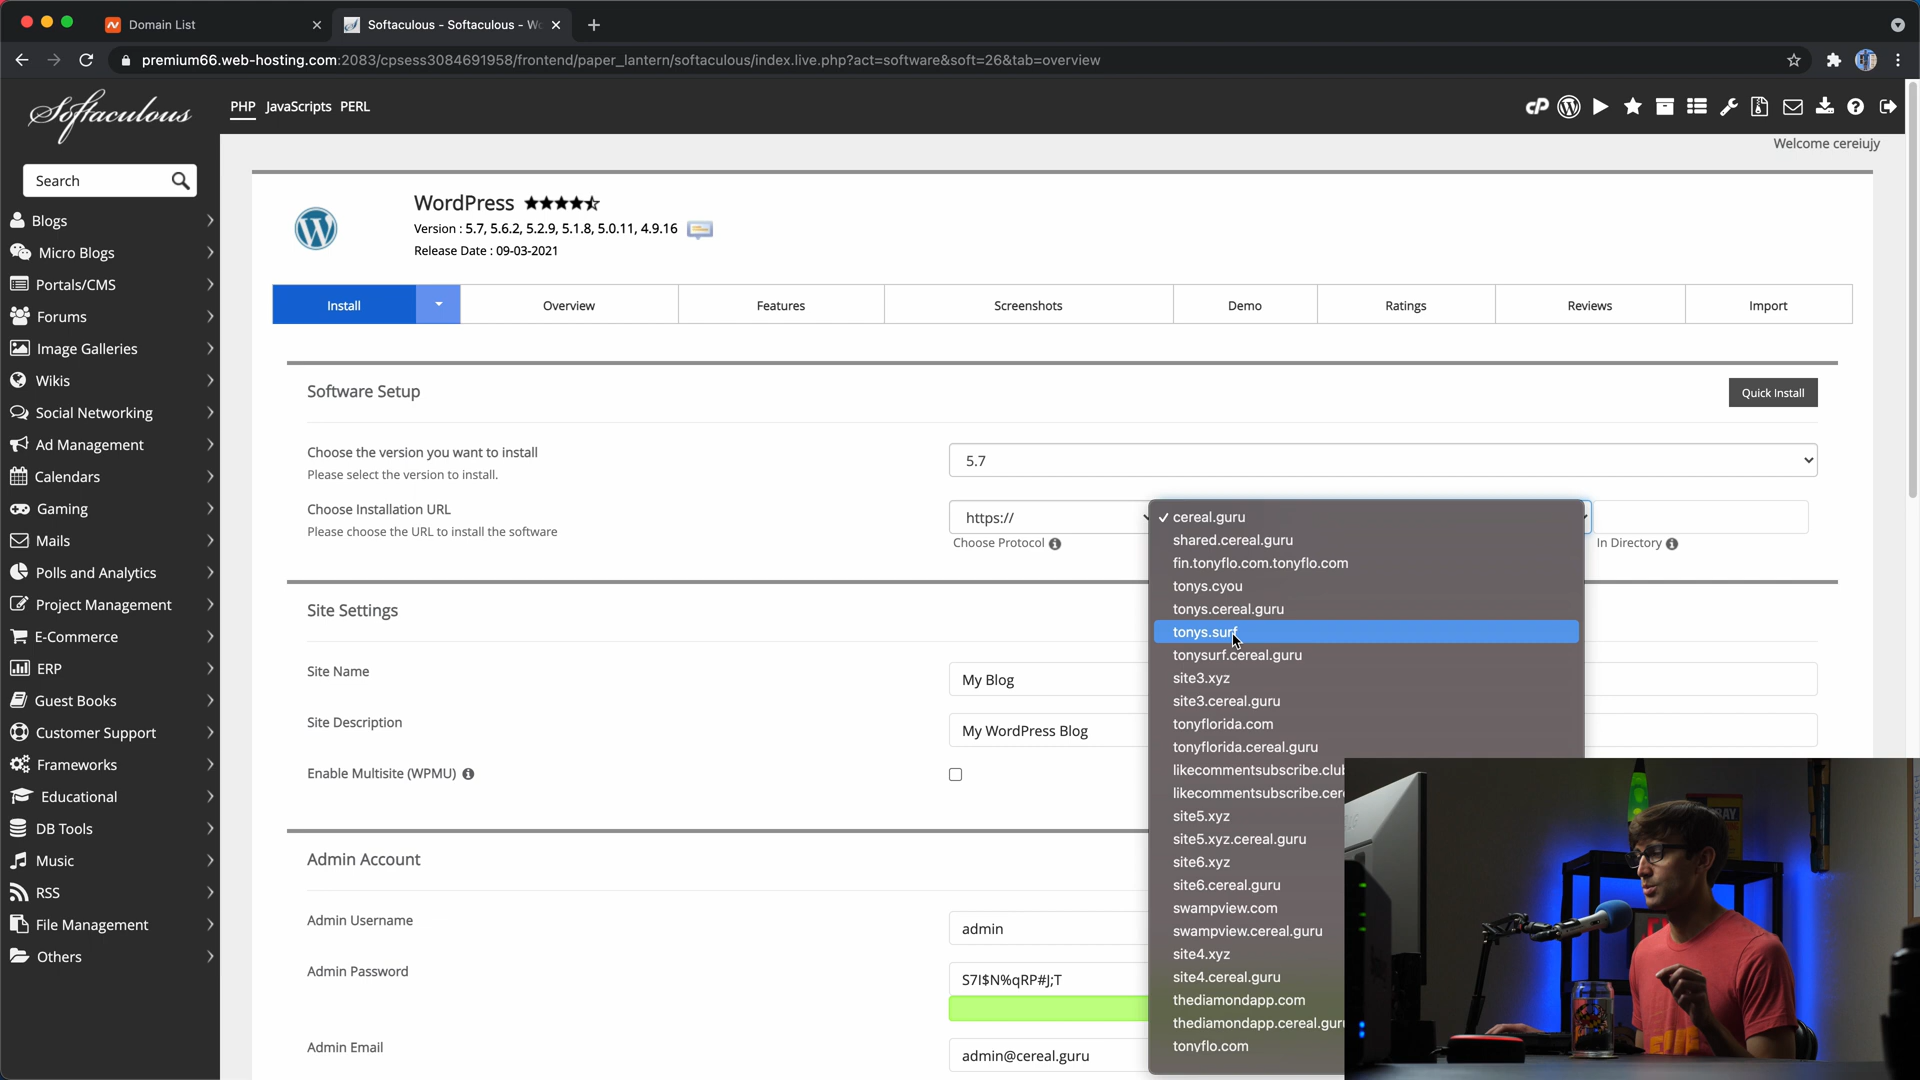 Domain List
Softaculous - Softaculous - Wo
premium66.web-hosting.com:2083/cpsess3084691958/frontend/paper_lantern/softaculous/index.live.php?act=software&soft=26&tab=overview
Softaculous
PHP JavaScripts PERL
Welcome cereiujy
Search
Blogs
Micro Blogs
Portals/CMS
Forums
Image Galleries
Wikis
Social Networking
Ad Management
Calendars
Gaming
Mails
Polls and Analytics
Project Management
E-Commerce
ERP
Guest Books
Customer Support
Frameworks
Educational
DB Tools
Music
RSS
File Management
Others
WordPress
Version : 5.7, 5.6.2, 5.2.9, 5.1.8, 5.0.11, 4.9.16
Release Date : 09-03-2021
Install Overview Features Screenshots Demo Ratings Reviews Import
Software Setup
Quick Install
Choose the version you want to install
Please select the version to install.
5.7
Choose Installation URL
Please choose the URL to install the software
https://
Choose Protocol
In Directory
cereal.guru
shared.cereal.guru
fin.tonyflo.com.tonyflo.com
tonys.cyou
tonys.cereal.guru
tonys.surf
tonysurf.cereal.guru
site3.xyz
site3.cereal.guru
tonyflorida.com
tonyflorida.cereal.guru
likecommentsubscribe.club
likecommentsubscribe.cer
site5.xyz
site5.xyz.cereal.guru
site6.xyz
site6.cereal.guru
swampview.com
swampview.cereal.guru
site4.xyz
site4.cereal.guru
thediamondapp.com
thediamondapp.cereal.guru
tonyflo.com
Site Settings
Site Name
My Blog
Site Description
My WordPress Blog
Enable Multisite (WPMU)
Admin Account
Admin Username
admin
Admin Password
S7I$N%qRP#J;T
Admin Email
admin@cereal.guru